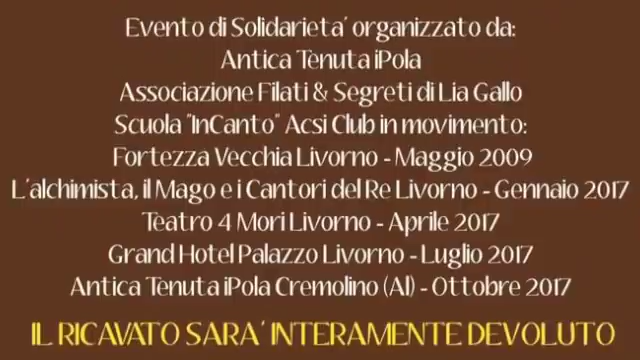 Evento di Solidarieta' organizzato da:
Antica Tenuta iPola
Associazione Filati & Segreti di Lia Gallo
Scuola "InCanto" Acsi Club in movimento:
Fortezza Vecchia Livorno - Maggio 2009
L'alchimista, il Mago e i Cantori del Re Livorno - Gennaio 2017
Teatro 4 Mori Livorno - Aprile 2017
Grand Hotel Palazzo Livorno - Luglio 2017
Antica Tenuta iPola Cremolino (Al) - Ottobre 2017
IL RICAVATO SARA' INTERAMENTE DEVOLUTO